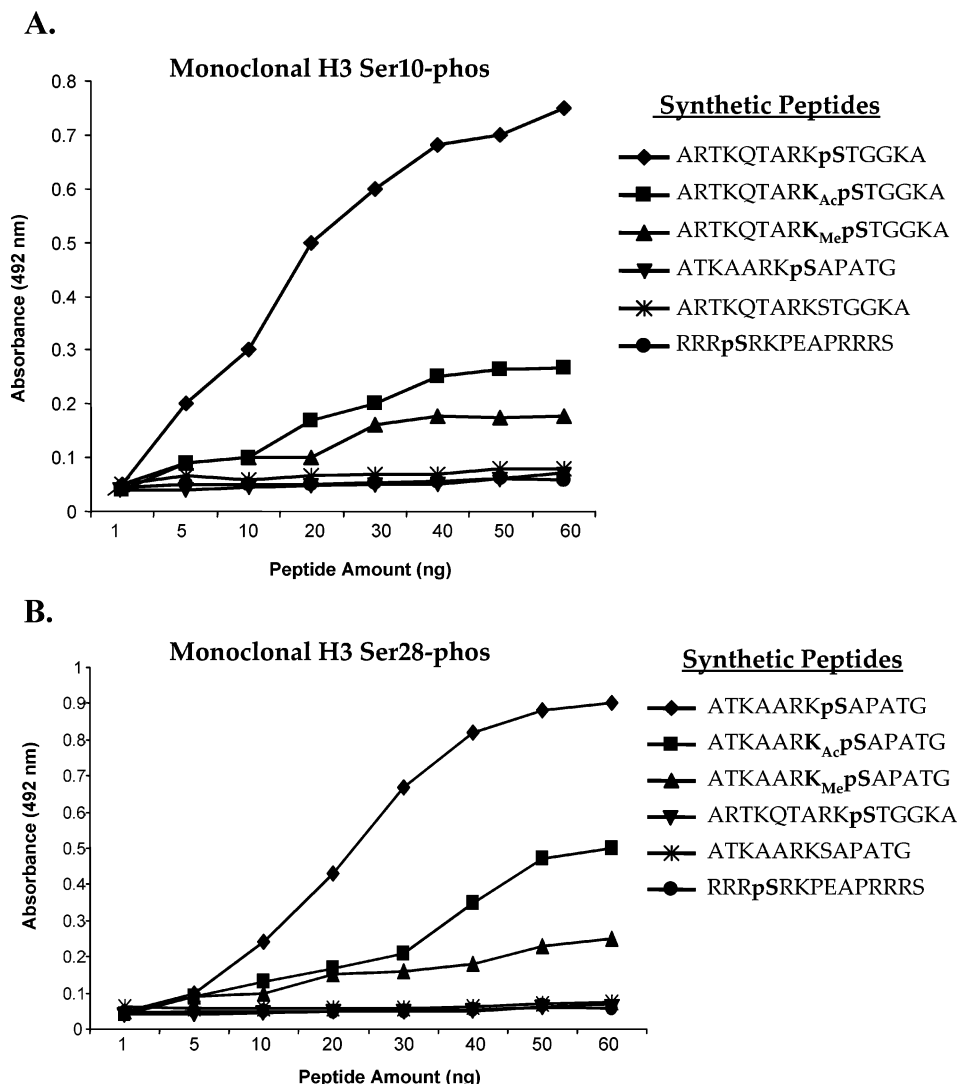 A.
Monoclonal H3 Ser10-phos
Synthetic Peptides
ARTKQTARKpSTGGKA
ARTKQTARKAcpSTGGKA
ARTKQTARKMepSTGGKA
ATKAARKpSAPATG
ARTKQTARKSTGGKA
RRRpSRKPEAPRRRS
Absorbance (492 nm)
0.8
0.7
0.6
0.5
0.4
0.3
0.2
0.1
0
1 5 10 20 30 40 50 60
Peptide Amount (ng)
B.
Monoclonal H3 Ser28-phos
Synthetic Peptides
ATKAARKpSAPATG
ATKAARKAcpSAPATG
ATKAARKMepSAPATG
ARTKQTARKpSTGGKA
ATKAARKSAPATG
RRRpSRKPEAPRRRS
Absorbance (492 nm)
1
0.9
0.8
0.7
0.6
0.5
0.4
0.3
0.2
0.1
0
1 5 10 20 30 40 50 60
Peptide Amount (ng)